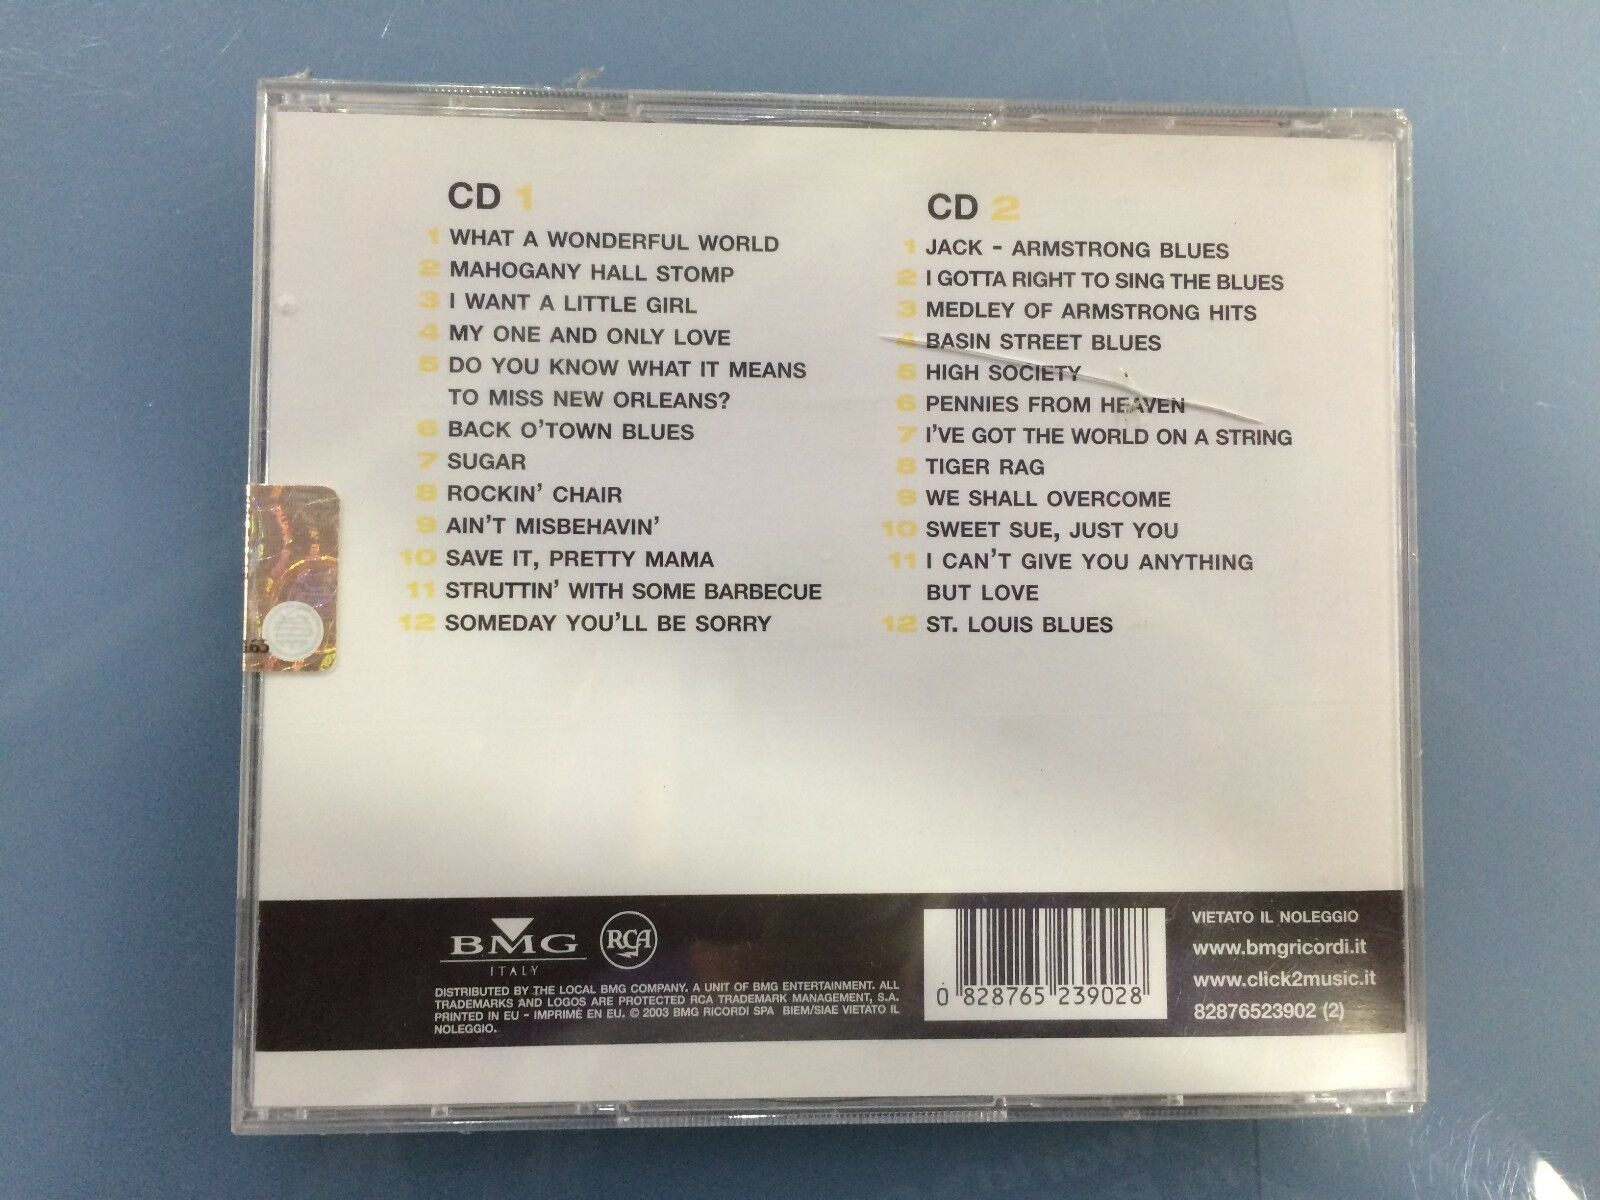 CD 1
1 WHAT A WONDERFUL WORLD
2 MAHOGANY HALL STOMP
3 I WANT A LITTLE GIRL
4 MY ONE AND ONLY LOVE
5 DO YOU KNOW WHAT IT MEANS
TO MISS NEW ORLEANS?
6 BACK O'TOWN BLUES
7 SUGAR
8 ROCKIN' CHAIR
9 AIN'T MISBEHAVIN'
10 SAVE IT, PRETTY MAMA
11 STRUTTIN' WITH SOME BARBECUE
12 SOMEDAY YOU'LL BE SORRY
CD 2
1 JACK - ARMSTRONG BLUES
2 I GOTTA RIGHT TO SING THE BLUES
3 MEDLEY OF ARMSTRONG HITS
4 BASIN STREET BLUES
5 HIGH SOCIETY
6 PENNIES FROM HEAVEN
7 I'VE GOT THE WORLD ON A STRING
8 TIGER RAG
9 WE SHALL OVERCOME
10 SWEET SUE, JUST YOU
11 I CAN'T GIVE YOU ANYTHING
BUT LOVE
12 ST. LOUIS BLUES
BMG
ITALY
RCA
DISTRIBUTED BY THE LOCAL BMG COMPANY. A UNIT OF BMG ENTERTAINMENT. ALL
TRADEMARKS AND LOGOS ARE PROTECTED RCA TRADEMARK MANAGEMENT, S.A.
PRINTED IN EU - IMPRIMÉ EN EU. © 2003 BMG RICORDI SPA BIEM/SIAE VIETATO IL
NOLEGGIO.
0 828765 239028
VIETATO IL NOLEGGIO
www.bmgricordi.it
www.click2music.it
82876523902 (2)